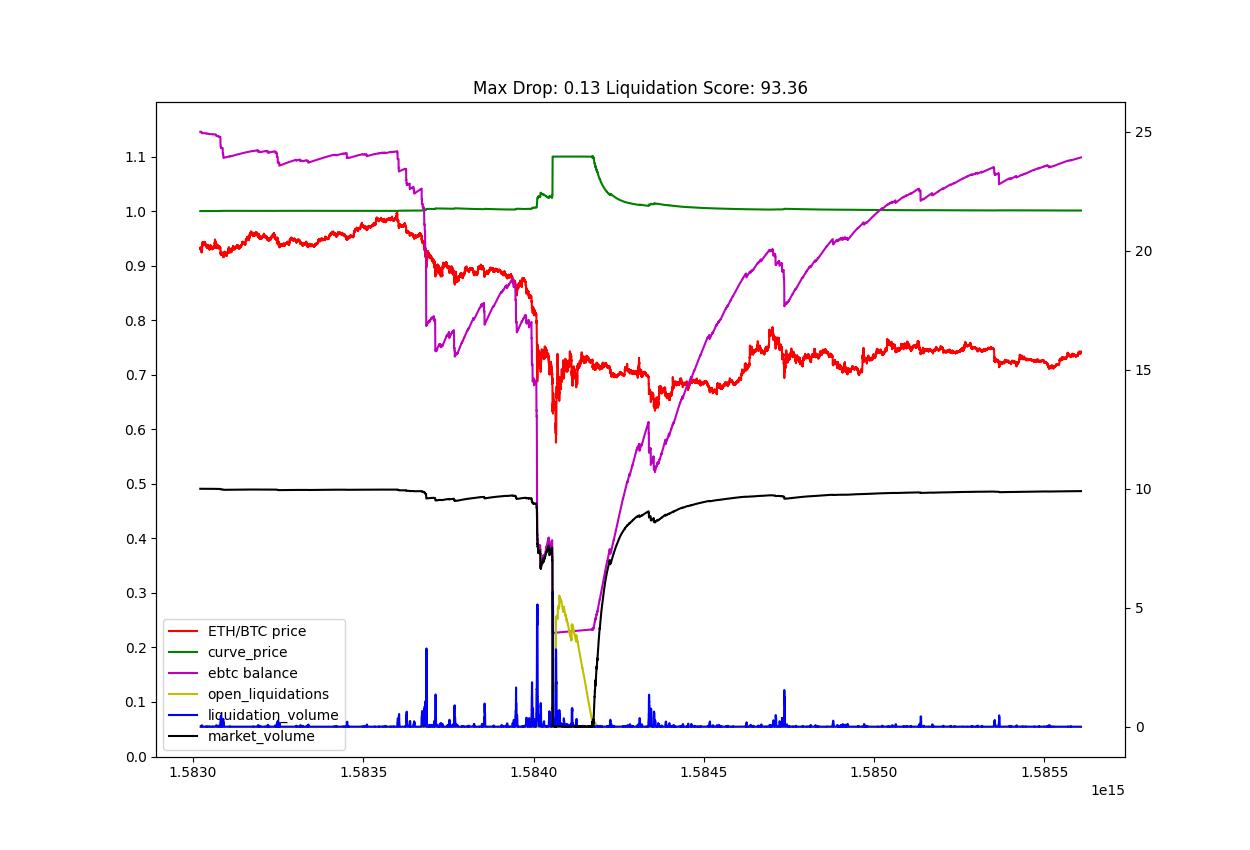 Max Drop: 0.13 Liquidation Score: 93.36
1.1
1.0
0.9
0.8
0.7
0.6
0.5
0.4
0.3
0.2
0.1
0.0
25
20
15
10
5
0
ETH/BTC price
curve_price
ebtc balance
open_liquidations
liquidation_volume
market_volume
1.5830 1.5835 1.5840 1.5845 1.5850 1.5855
1e15